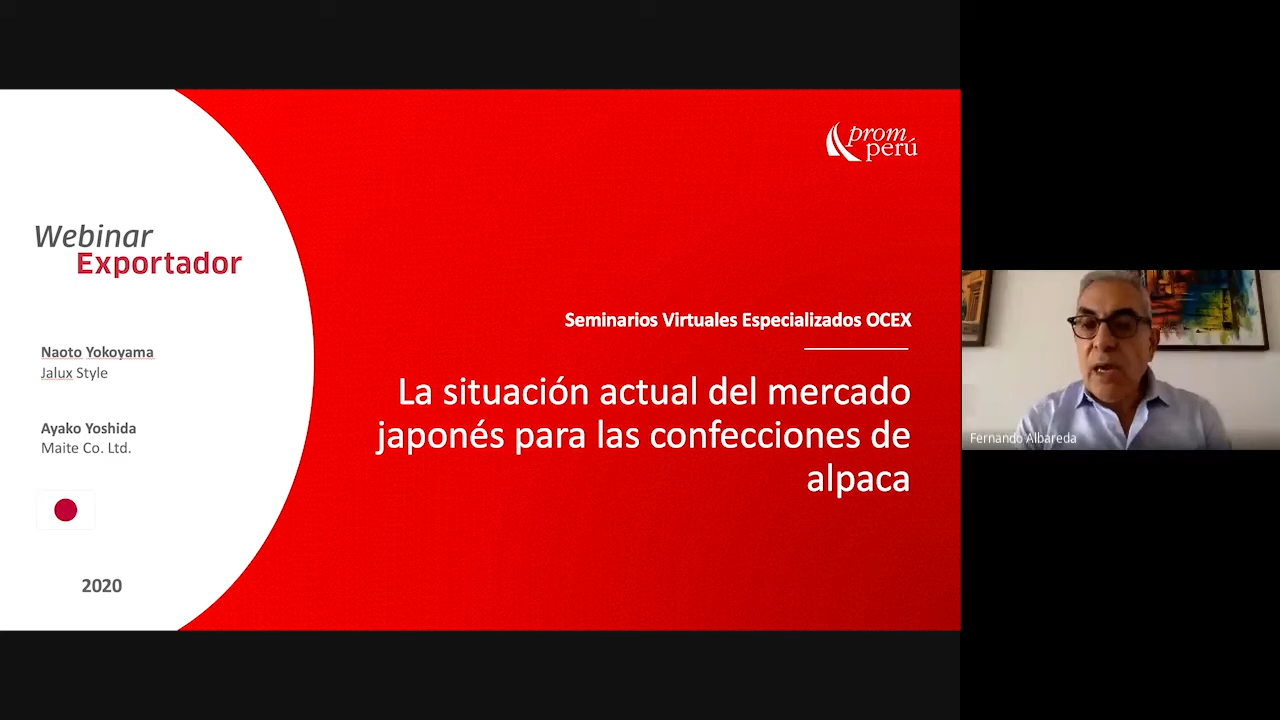 Webinar
Exportador
Naoto Yokoyama
Jalux Style
Ayako Yoshida
Maite Co. Ltd.
2020
prom
perú
Seminarios Virtuales Especializados OCEX
La situación actual del mercado
japonés para las confecciones de
alpaca
Fernando Albareda